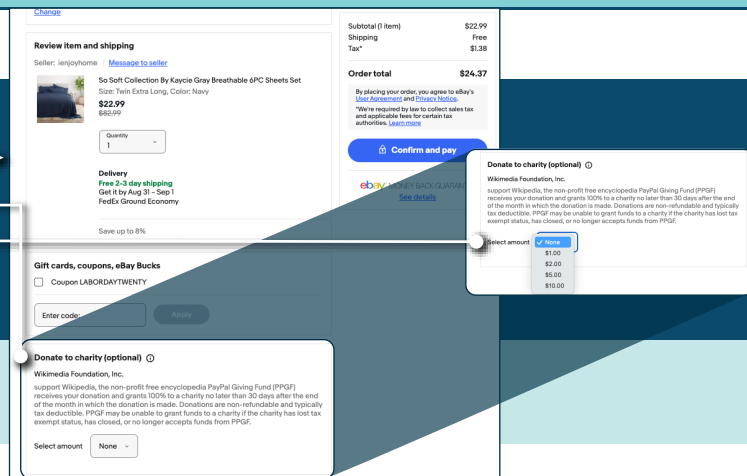 Change
Review item and shipping
Seller: ienjoyhome | Message to seller
So Soft Collection By Kaycie Gray Breathable 6PC Sheets Set
Size: Twin Extra Long, Color: Navy
$22.99
$82.99
Quantity
1
Delivery
Free 2-3 day shipping
Get it by Aug 31 - Sep 1
FedEx Ground Economy
Save up to 8%
Gift cards, coupons, eBay Bucks
Coupon LABORDAYTWENTY
Enter code:
Apply
Donate to charity (optional)
Wikimedia Foundation, Inc.
support Wikipedia, the non-profit free encyclopedia PayPal Giving Fund (PPGF)
receives your donation and grants 100% to a charity no later than 30 days after the end
of the month in which the donation is made. Donations are non-refundable and typically
tax deductible. PPGF may be unable to grant funds to a charity if the charity has lost tax
exempt status, has closed, or no longer accepts funds from PPGF.
Select amount None
Subtotal (1 item) $22.99
Shipping Free
Tax* $1.38
Order total $24.37
By placing your order, you agree to eBay's
User Agreement and Privacy Notice.
*We're required by law to collect sales tax
and applicable fees for certain tax
authorities. Learn more
Confirm and pay
ebay MONEY BACK GUARAN
See details
Donate to charity (optional)
Wikimedia Foundation, Inc.
support Wikipedia, the non-profit free encyclopedia PayPal Giving Fund (PPGF)
receives your donation and grants 100% to a charity no later than 30 days after the end
of the month in which the donation is made. Donations are non-refundable and typically
tax deductible. PPGF may be unable to grant funds to a charity if the charity has lost tax
exempt status, has closed, or no longer accepts funds from PPGF.
Select amount
✓ None
$1.00
$2.00
$5.00
$10.00